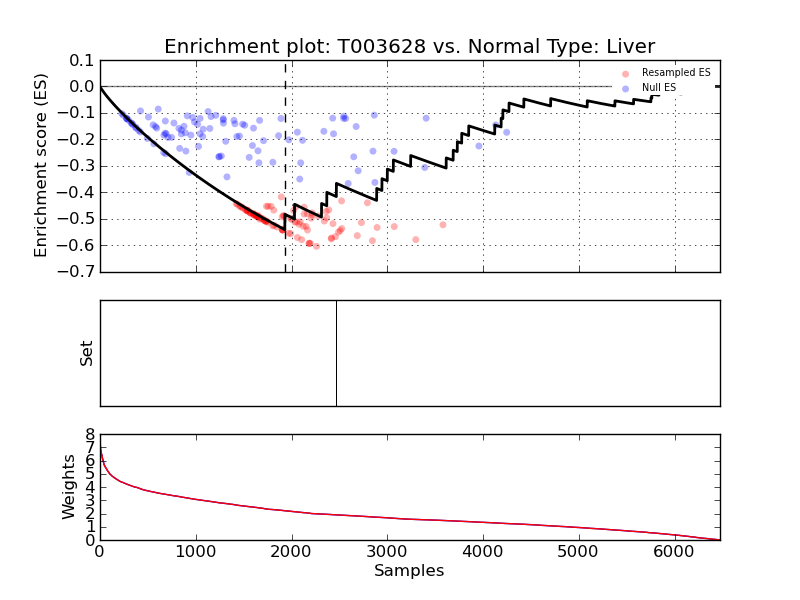 Enrichment plot: T003628 vs. Normal Type: Liver
Enrichment score (ES)
0.1
0.0
−0.1
−0.2
−0.3
−0.4
−0.5
−0.6
−0.7
Resampled ES
Null ES
Set
Weights
8
7
6
5
4
3
2
1
0
0 1000 2000 3000 4000 5000 6000
Samples